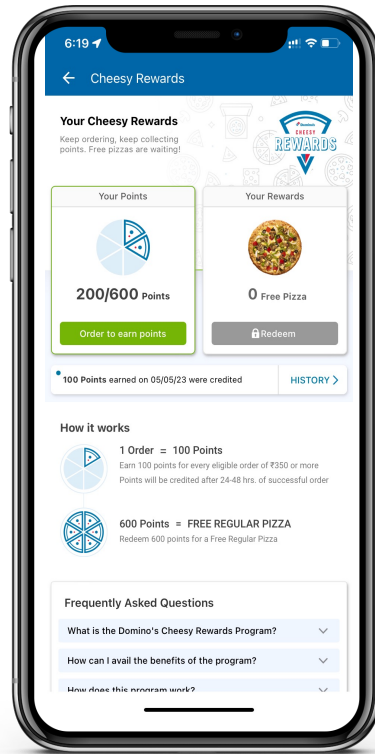 6:19
Cheesy Rewards
Your Cheesy Rewards
Keep ordering, keep collecting
points. Free pizzas are waiting!
Domino's
CHEESY
REWARDS
Your Points
200/600 Points
Order to earn points
Your Rewards
0 Free Pizza
Redeem
100 Points earned on 05/05/23 were credited
HISTORY
How it works
1 Order = 100 Points
Earn 100 points for every eligible order of ₹350 or more
Points will be credited after 24-48 hrs. of successful order
600 Points = FREE REGULAR PIZZA
Redeem 600 points for a Free Regular Pizza
Frequently Asked Questions
What is the Domino's Cheesy Rewards Program?
How can I avail the benefits of the program?
How does this program work?